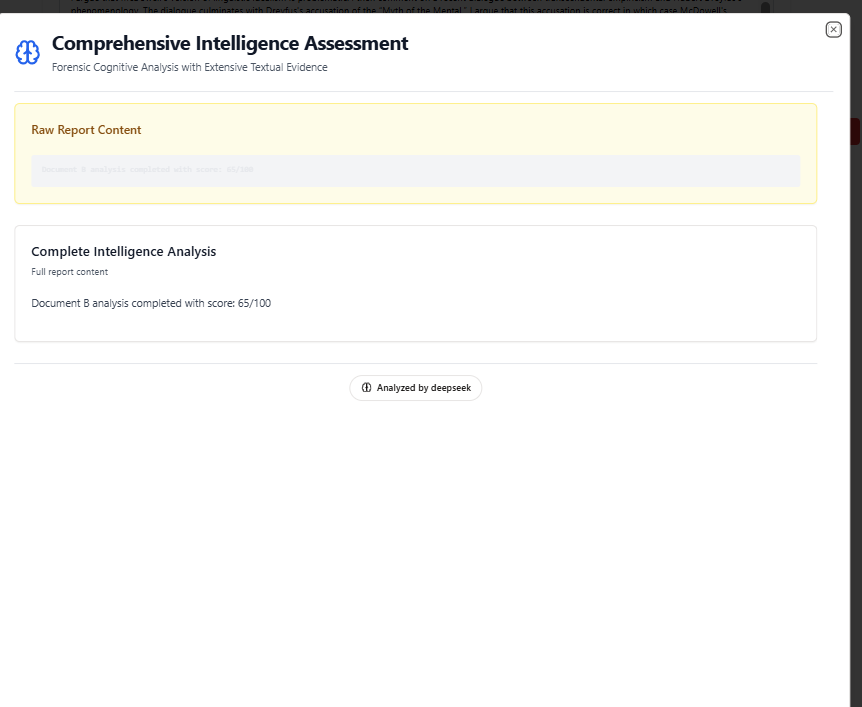 phenomenology. The dialogue culminates with Dreyfus's accusation of the "Myth of the Mental." I argue that this accusation is correct in which case McDowell's
Comprehensive Intelligence Assessment
Forensic Cognitive Analysis with Extensive Textual Evidence
Raw Report Content
Document B analysis completed with score: 65/100
Complete Intelligence Analysis
Full report content
Document B analysis completed with score: 65/100
Analyzed by deepseek